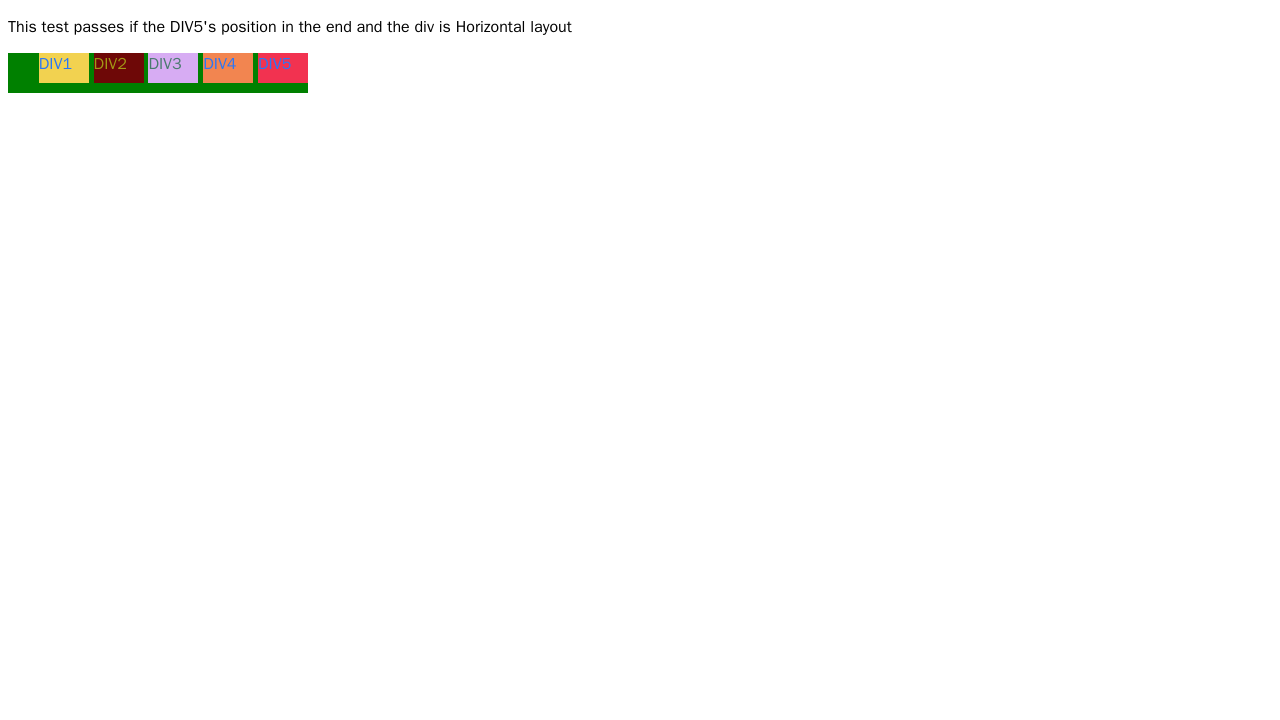 This test passes if the DIV5's position in the end and the div is Horizontal layout
DIV1 DIV2 DIV3 DIV4 DIV5